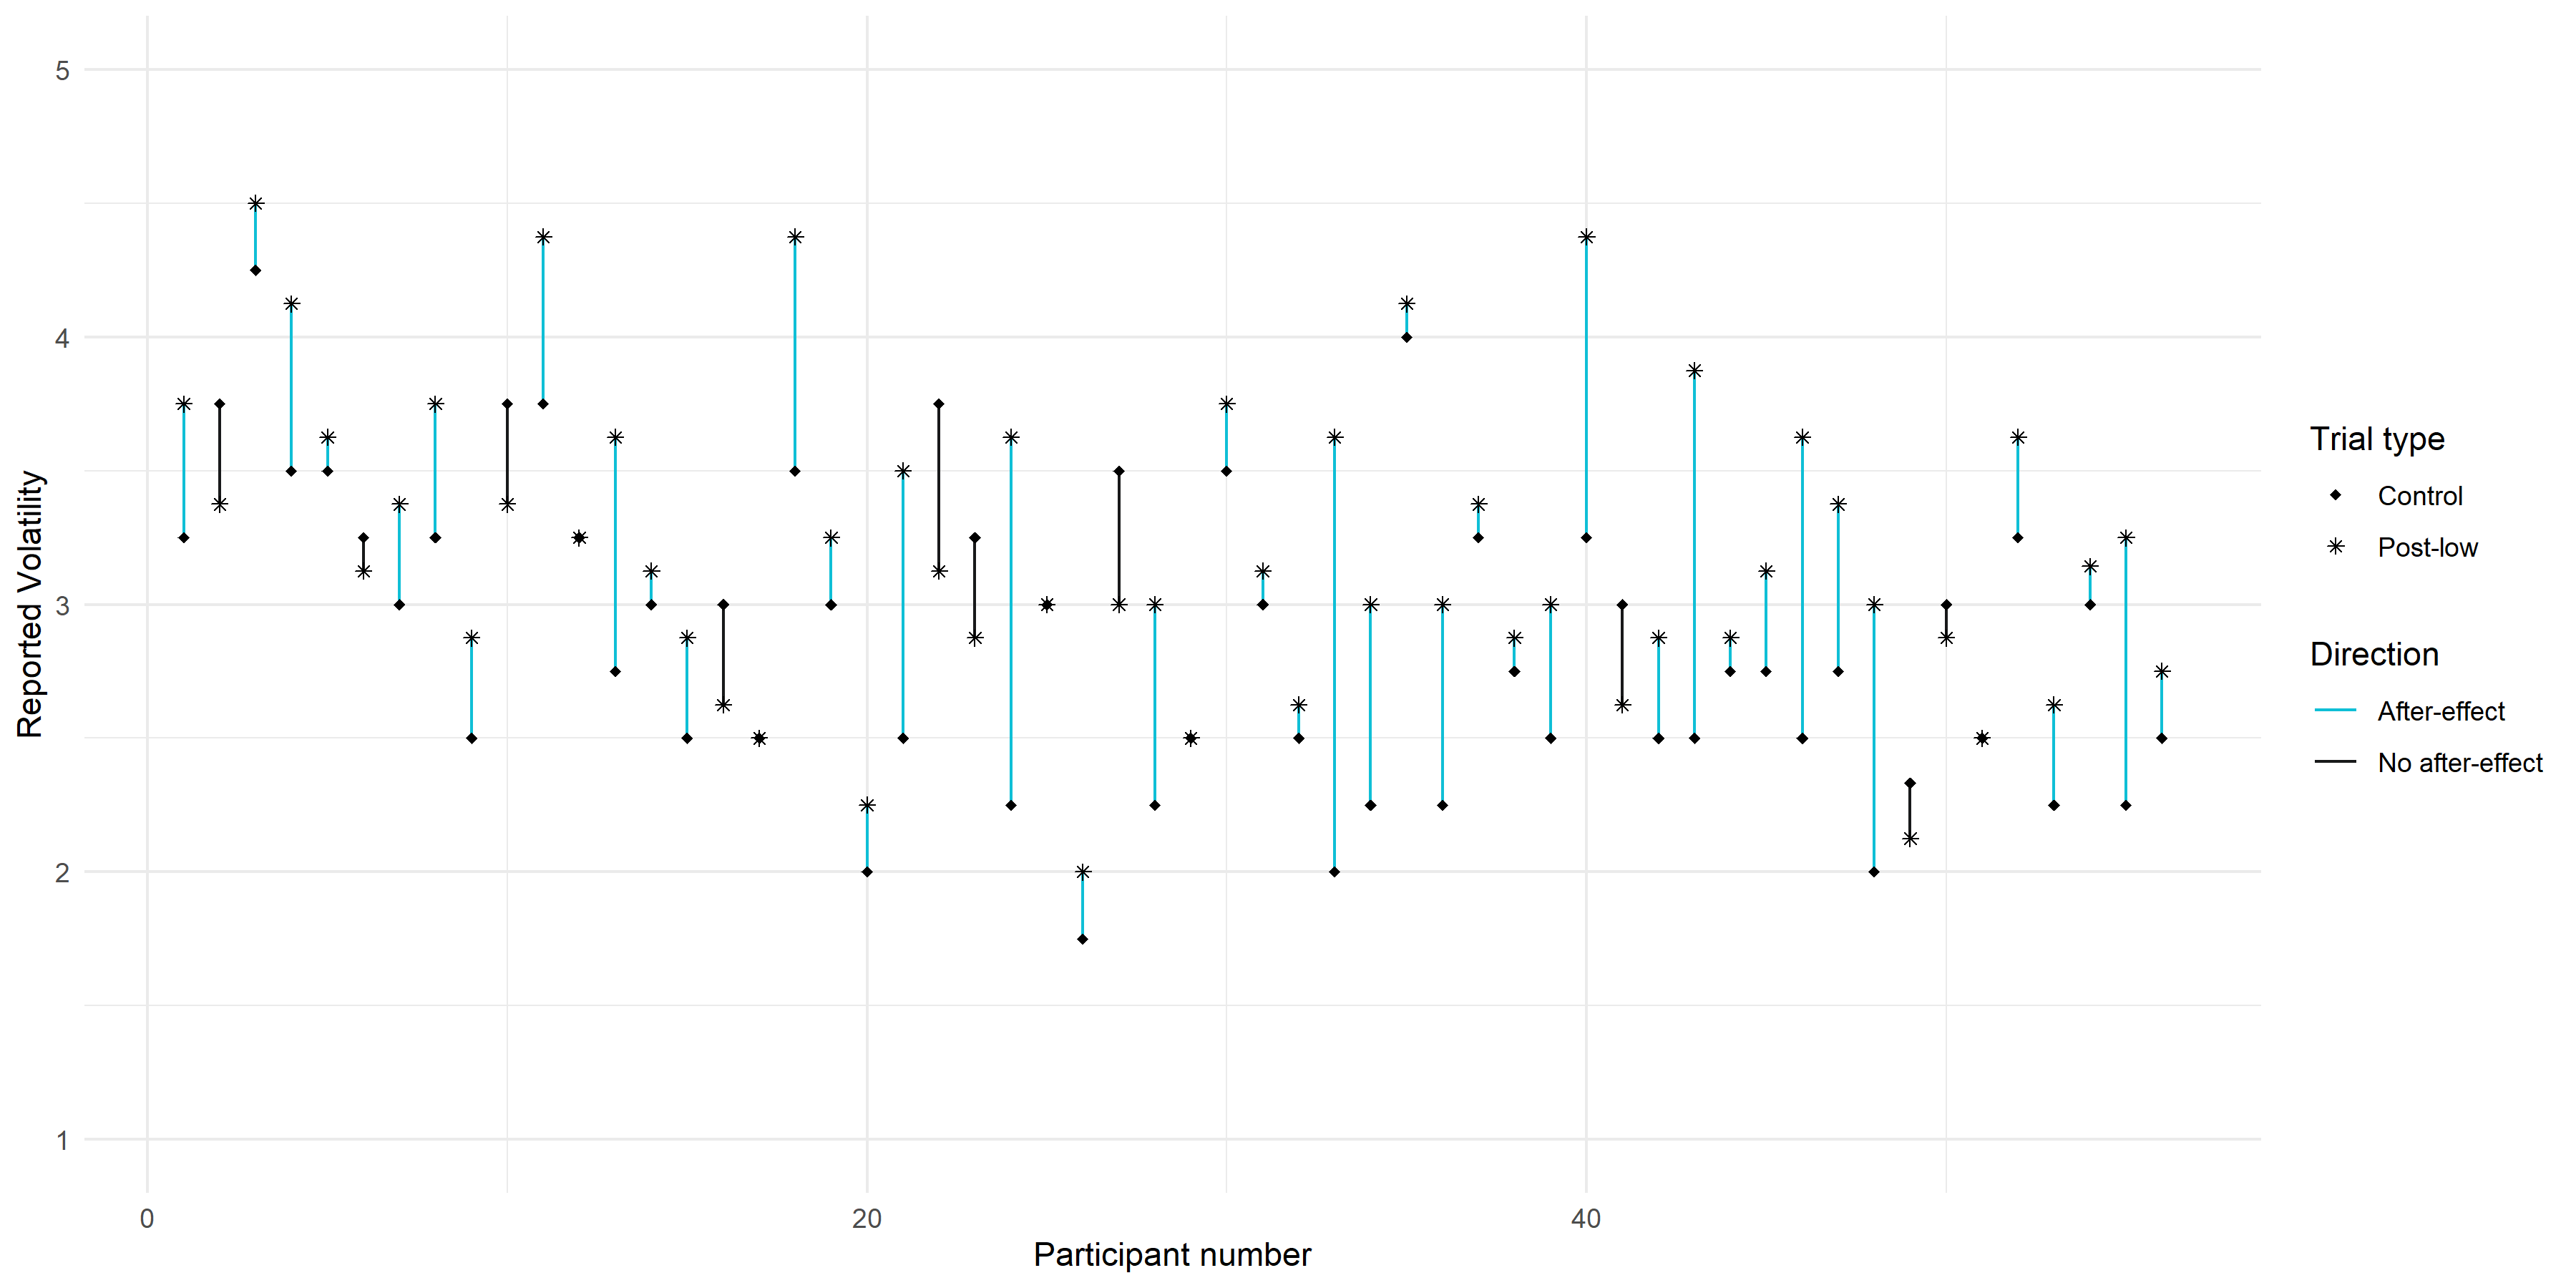 5
4
3
2
1
0
20
40
Participant number
Reported Volatility
Trial type
Control
Post-low
Direction
After-effect
No after-effect